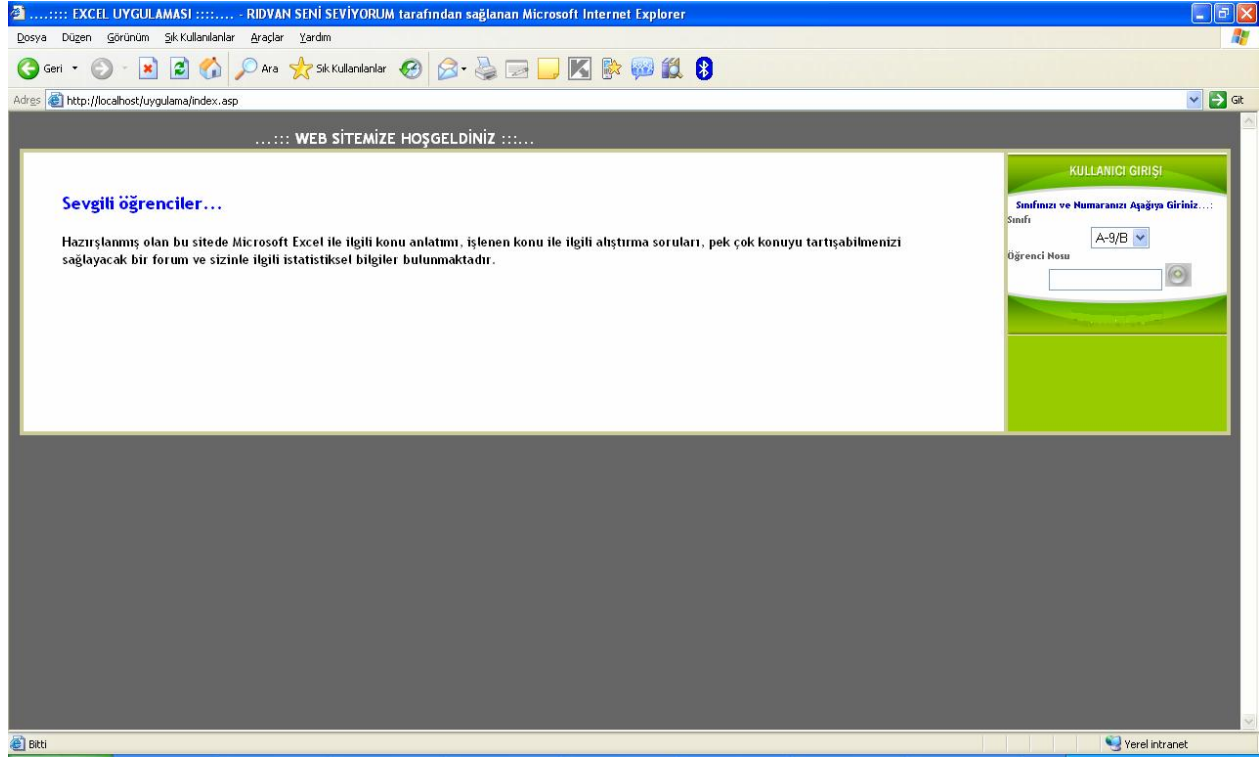 ....:::: EXCEL UYGULAMASI ::::.... - RIDVAN SENİ SEVİYORUM tarafından sağlanan Microsoft Internet Explorer
Dosya Düzen Görünüm Sık Kullanılanlar Araçlar Yardım
Geri Ara Sık Kullanılanlar
Adres http://localhost/uygulama/index.asp Git
...::: WEB SİTEMİZE HOŞGELDİNİZ :::...
KULLANICI GIRIŞI
Sevgili öğrenciler...
Sınıfınızı ve Numaranızı Aşağıya Giriniz...:
Sınıfı
Hazırşlanmış olan bu sitede Microsoft Excel ile ilgili konu anlatımı, işlenen konu ile ilgili alıştırma soruları, pek çok konuyu tartışabilmenizi
sağlayacak bir forum ve sizinle ilgili istatistiksel bilgiler bulunmaktadır.
A-9/B
Öğrenci Nosu
Bitti Yerel intranet